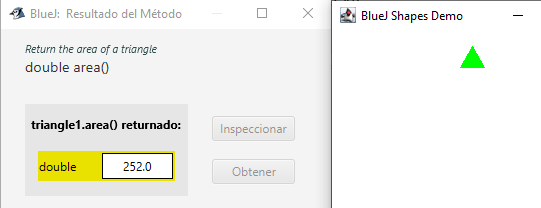 BlueJ: Resultado del Método
Return the area of a triangle
double area()
triangle1.area() returnado:
double 252.0
Inspeccionar
Obtener
BlueJ Shapes Demo